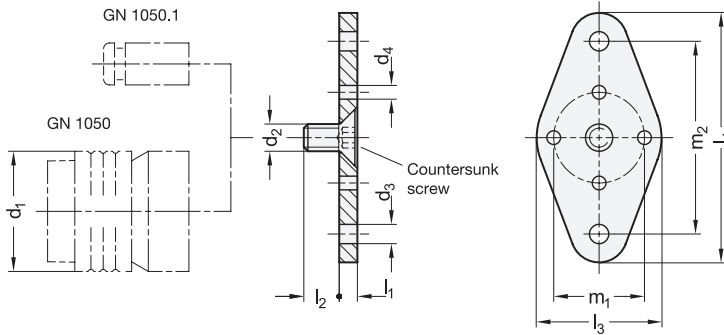 GN 1050.1
GN 1050
d1
d2
d4
d3
Countersunk
screw
l2
l1
m2
m1
l3